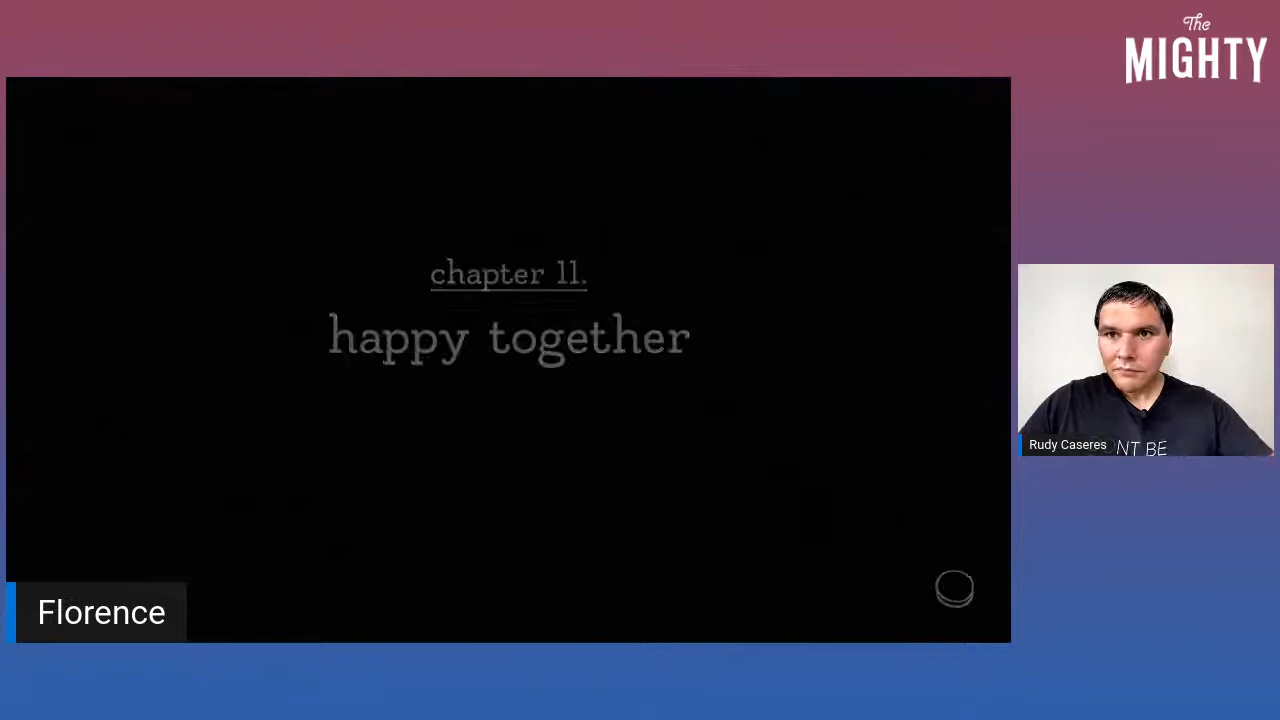 The
MIGHTY
chapter 11.
happy together
Rudy Caseres
NT BE
Florence